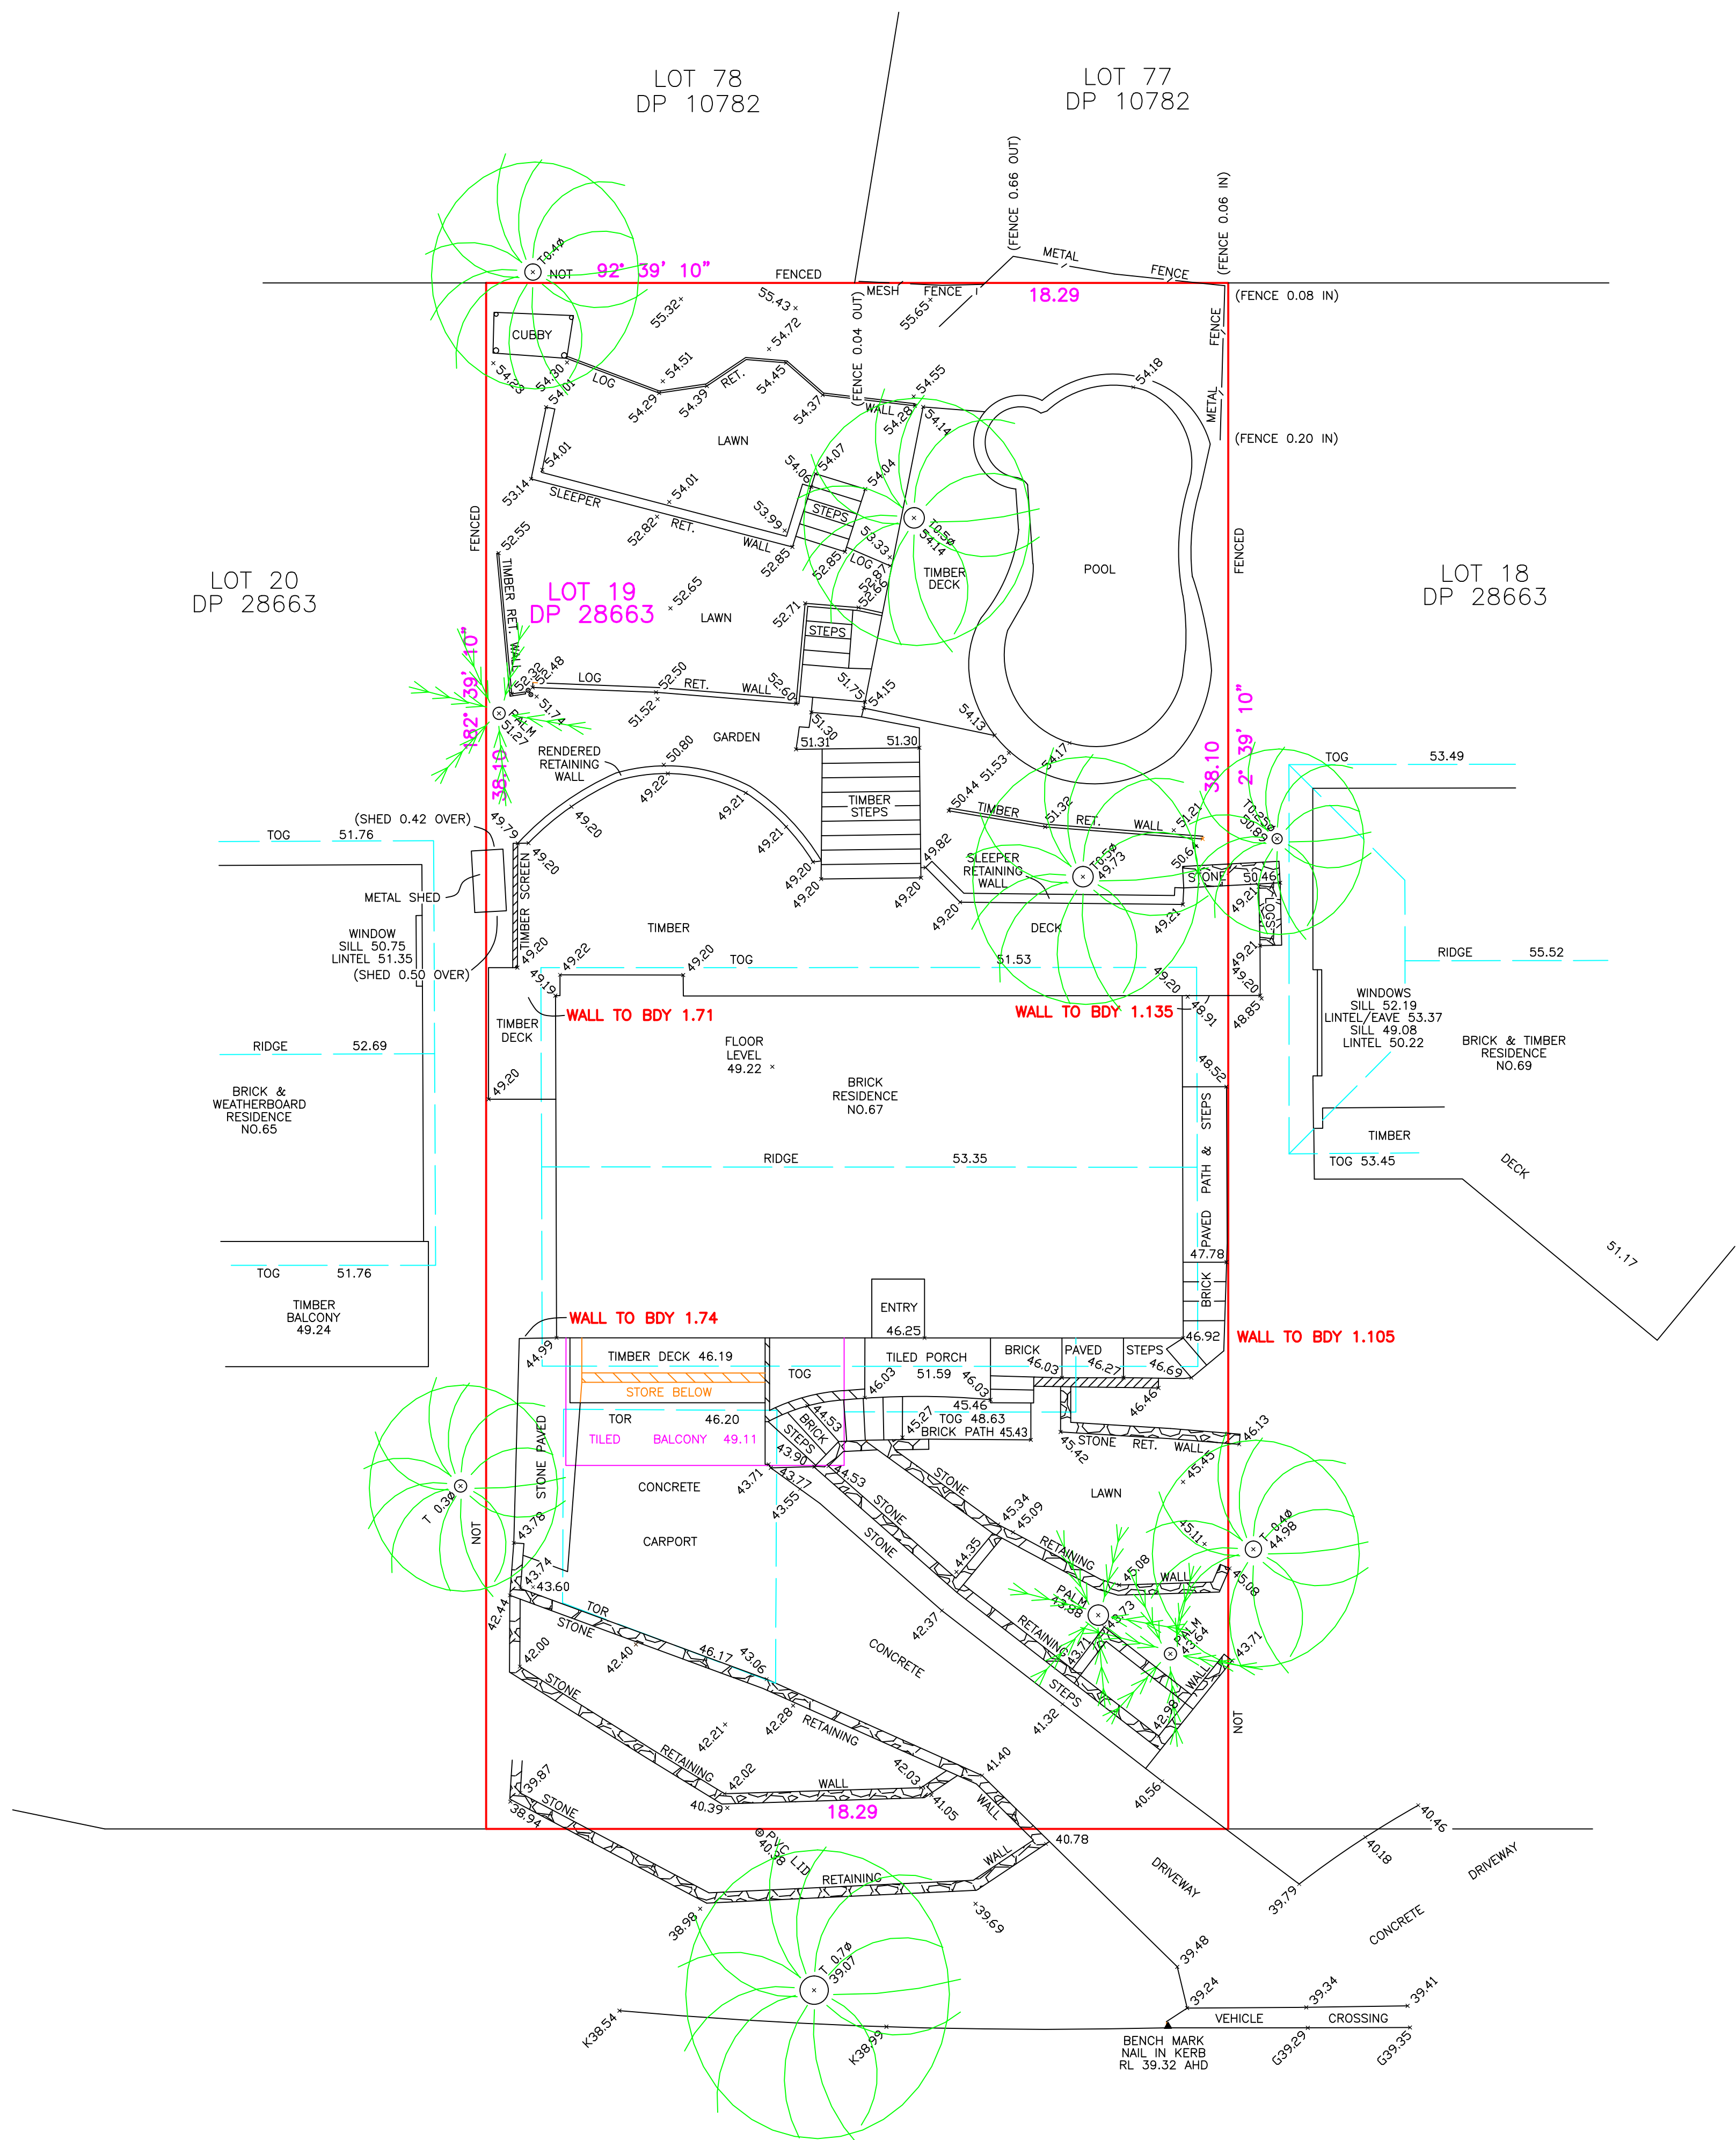 LOT 78
DP 10782
LOT 77
DP 10782
(FENCE 0.66 OUT)
(FENCE 0.06 IN)
T0.4Ø
NOT
92° 39' 10"
FENCED
METAL
FENCE
MESH
FENCE
18.29
(FENCE 0.08 IN)
55.32
55.43
55.65
(FENCE 0.04 OUT)
FENCE
METAL
(FENCE 0.20 IN)
CUBBY
54.23
54.30
54.01
LOG
54.51
54.72
54.29
54.39
RET.
54.45
54.37
54.55
WALL
54.28
54.14
54.18
LAWN
54.01
53.14
SLEEPER
54.01
52.82
RET.
53.99
WALL
52.85
54.06
54.07
54.04
STEPS
52.85
LOG
53.33
52.87
52.66
T0.5Ø
54.14
TIMBER
DECK
POOL
FENCED
FENCED
LOT 20
DP 28663
LOT 19
DP 28663
LOT 18
DP 28663
52.55
TIMBER RET. WALL
52.65
LAWN
52.71
STEPS
52.32
52.48
LOG
52.50
RET.
WALL
52.60
51.74
51.52
51.75
54.15
54.13
182° 39' 10"
38.10
PALM
51.27
51.30
51.31
51.30
GARDEN
RENDERED
RETAINING
WALL
50.80
49.22
49.21
49.20
49.21
TIMBER
STEPS
51.53
54.17
38.10
2° 39' 10"
TOG
53.49
50.44
TIMBER
51.32
RET.
WALL
51.21
50.64
T0.25Ø
50.89
(SHED 0.42 OVER)
49.79
49.20
TOG
51.76
METAL SHED
TIMBER SCREEN
49.20
49.20
49.82
49.20
SLEEPER
RETAINING
WALL
T0.5Ø
49.73
STONE
50.46
49.21
LOGS
49.20
49.21
WINDOW
SILL 50.75
LINTEL 51.35
(SHED 0.50 OVER)
TIMBER
DECK
49.20
49.19
49.22
49.20
TOG
51.53
49.21
49.20
48.91
49.20
48.85
RIDGE
55.52
WINDOWS
SILL 52.19
LINTEL/EAVE 53.37
SILL 49.08
LINTEL 50.22
BRICK & TIMBER
RESIDENCE
NO.69
WALL TO BDY 1.71
WALL TO BDY 1.135
TIMBER
DECK
RIDGE
52.69
FLOOR
LEVEL
49.22
BRICK
RESIDENCE
NO.67
BRICK &
WEATHERBOARD
RESIDENCE
NO.65
49.20
48.52
BRICK PAVED PATH & STEPS
TIMBER
DECK
TOG 53.45
51.17
RIDGE
53.35
47.78
TOG
51.76
TIMBER
BALCONY
49.24
ENTRY
46.25
WALL TO BDY 1.74
46.92
WALL TO BDY 1.105
44.99
TIMBER DECK 46.19
STORE BELOW
TOG
TILED PORCH
51.59
BRICK
PAVED
STEPS
46.03
46.27
46.69
46.03
46.03
46.46
TOR
46.20
TILED
BALCONY
49.11
44.53
BRICK
STEPS
43.90
45.27
45.46
TOG 48.63
BRICK PATH 45.43
45.42
STONE
RET.
WALL
46.13
STONE PAVED
CONCRETE
CARPORT
43.71
43.77
43.55
44.53
STONE
STONE
STONE
45.34
45.09
LAWN
45.45
45.11
T 0.3Ø
NOT
43.78
43.74
43.60
44.35
RETAINING
45.08
WALL
45.08
T 0.4Ø
44.98
42.44
TOR
STONE
42.40
42.00
46.17
43.06
CONCRETE
42.37
RETAINING
PALM
43.88
43.73
43.71
PALM
43.64
43.71
STEPS
41.32
WALL
42.98
NOT
STONE
RETAINING
42.21
42.28
RETAINING
42.02
WALL
42.03
41.40
41.05
WALL
40.39
18.29
40.56
39.87
38.94
STONE
PVC LID
40.38
RETAINING
WALL
40.78
DRIVEWAY
40.46
40.18
DRIVEWAY
39.79
CONCRETE
38.98
39.69
T 0.7Ø
39.07
39.48
39.24
39.34
39.41
VEHICLE
CROSSING
K38.54
K38.99
BENCH MARK
NAIL IN KERB
RL 39.32 AHD
G39.29
G39.35